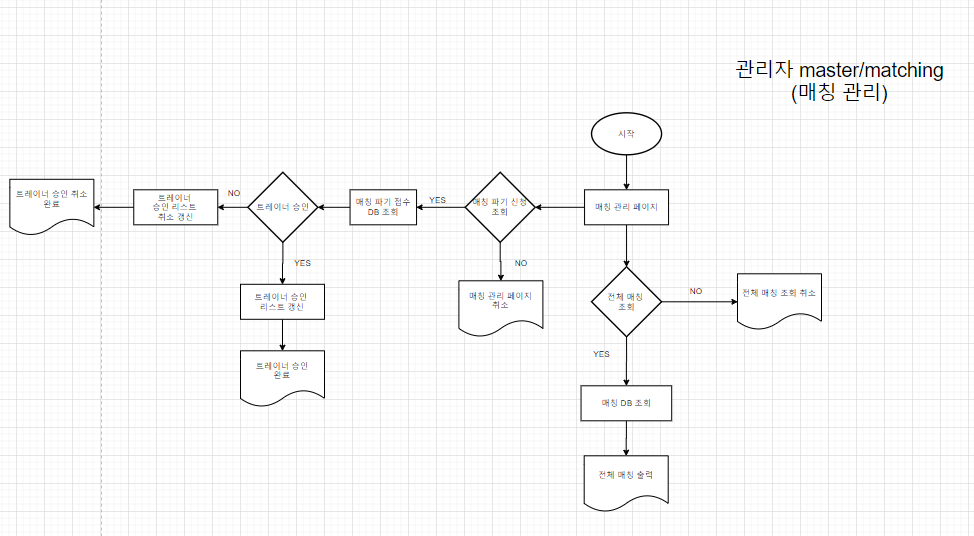 관리자 master/matching
(매칭 관리)
시작
트레이너 승인 취소
완료
트레이너
승인 리스트
취소 갱신
NO
트레이너 승인
매칭 파기 접수
DB 조회
YES
매칭 파기 신청
조회
매칭 관리 페이지
YES
NO
트레이너 승인
리스트 갱신
매칭 관리 페이지
취소
전체 매칭
조회
NO
전체 매칭 조회 취소
YES
트레이너 승인
완료
매칭 DB 조회
전체 매칭 출력